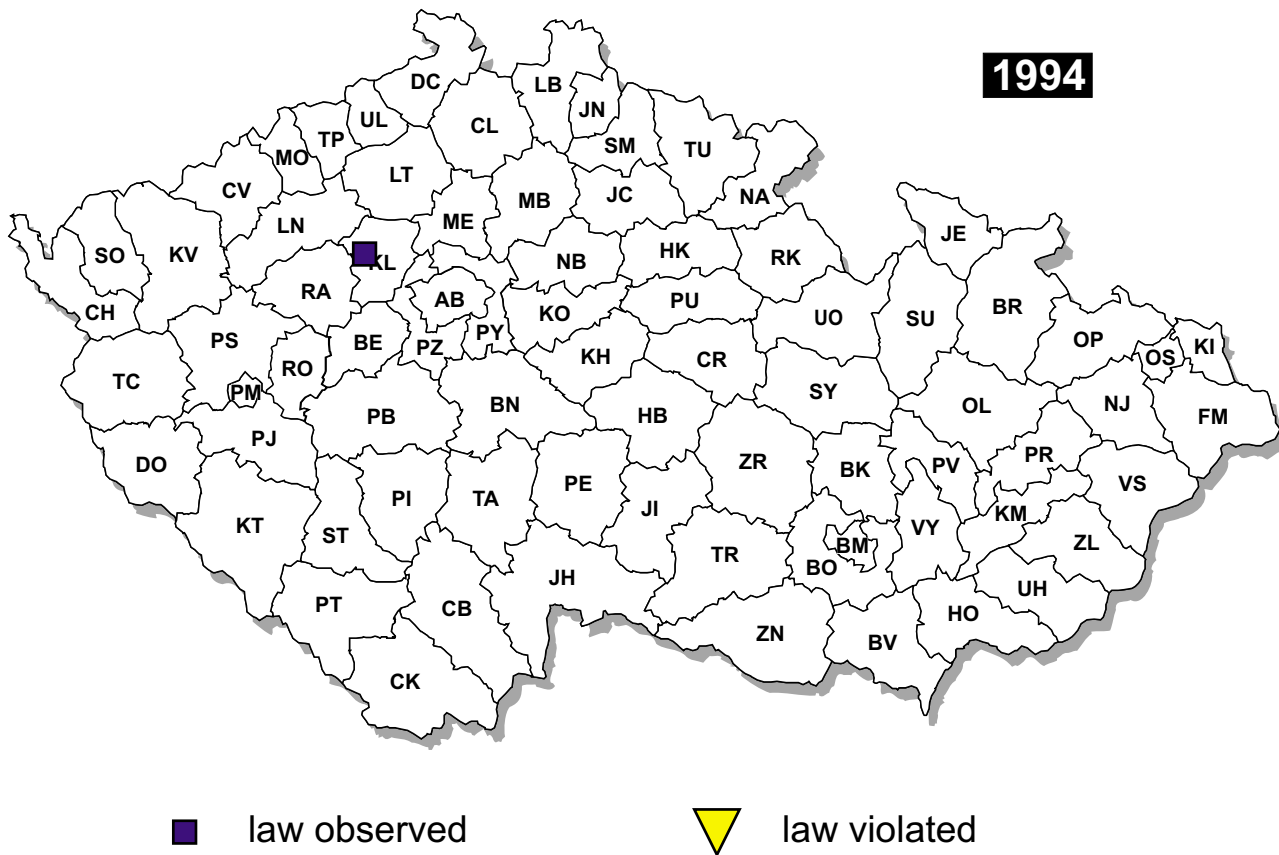 1994
DC
LB
JN
UL
CL
TP
SM
TU
MO
LT
CV
MB
JC
NA
ME
LN
JE
SO
KV
KL
NB
HK
RK
RA
AB
CH
KO
PU
BR
UO
SU
PS
BE
PZ
PY
KH
CR
OP
OS
KI
TC
RO
PM
PB
BN
HB
SY
OL
NJ
FM
PJ
DO
ZR
BK
PV
PR
VS
KT
PI
TA
PE
JI
ST
VY
KM
ZL
BM
TR
BO
JH
UH
PT
CB
HO
ZN
BV
CK
law observed
law violated